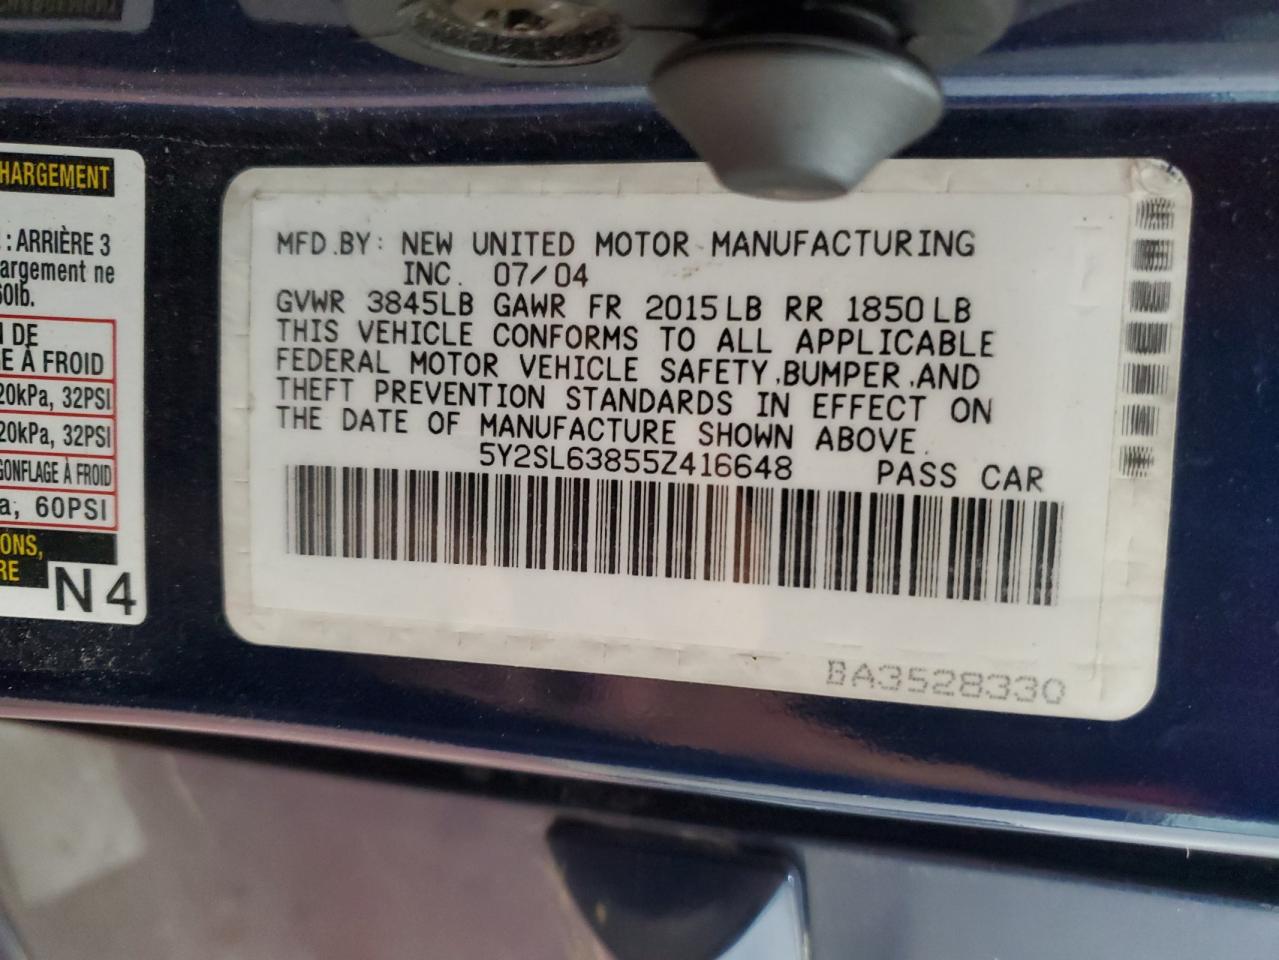 HARGEMENT
: ARRIÈRE 3
argement ne
60lb.
N DE
E À FROID
20kPa, 32PSI
20kPa, 32PSI
GONFLAGE À FROID
a, 60PSI
ONS,
RE
N4
MFD.BY: NEW UNITED MOTOR MANUFACTURING
INC. 07/04
GVWR 3845LB GAWR FR 2015LB RR 1850LB
THIS VEHICLE CONFORMS TO ALL APPLICABLE
FEDERAL MOTOR VEHICLE SAFETY,BUMPER,AND
THEFT PREVENTION STANDARDS IN EFFECT ON
THE DATE OF MANUFACTURE SHOWN ABOVE.
5Y2SL63855Z416648 PASS CAR
BA3528330